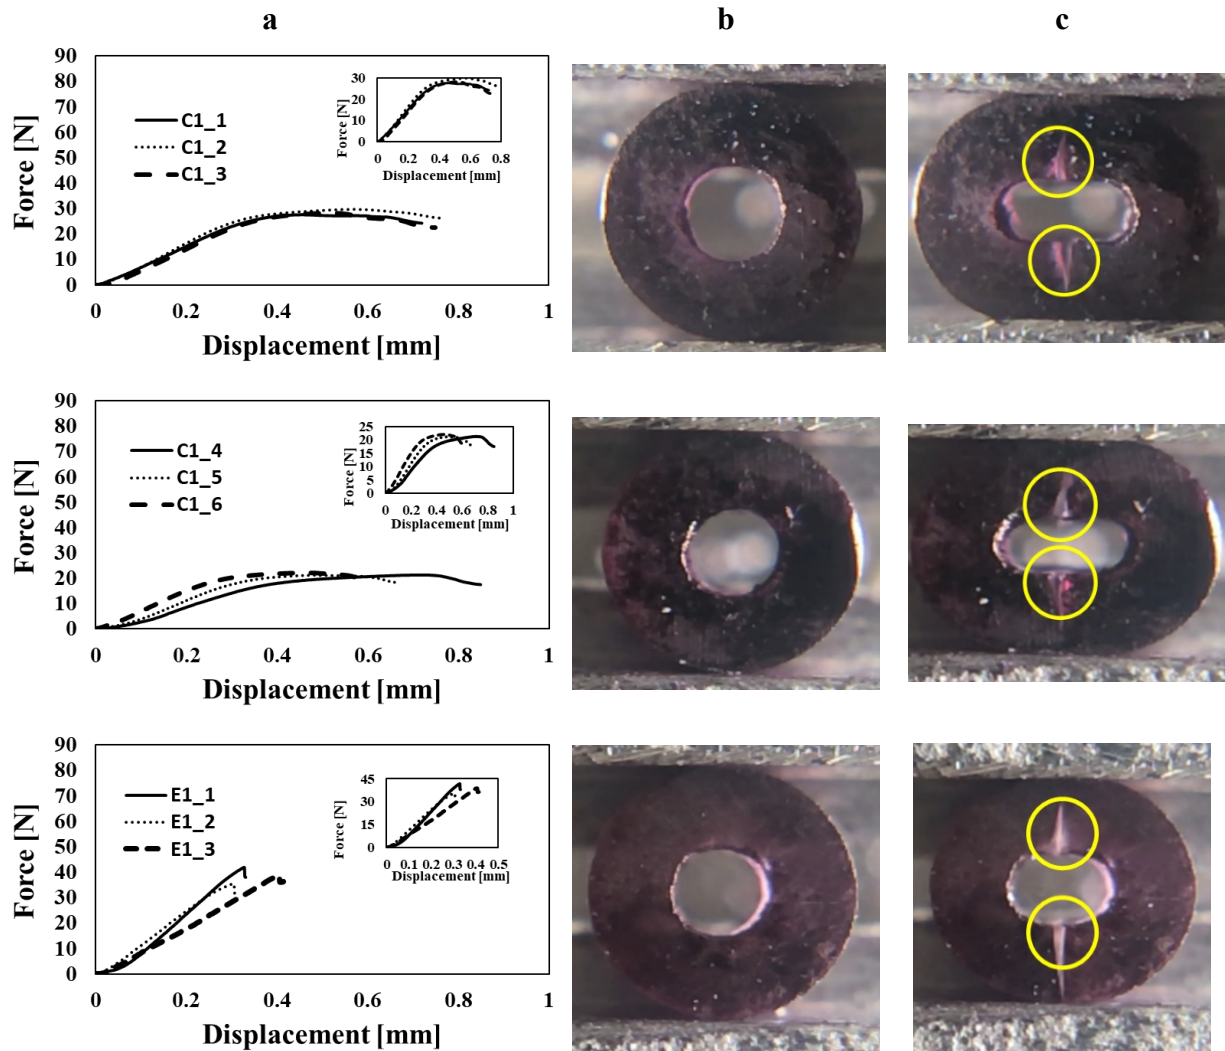 a b c
90
80
70
60
50
40
30
20
10
0
Force [N]
C1_1
C1_2
C1_3
30
20
10
0
Force [N]
0 0.2 0.4 0.6 0.8
Displacement [mm]
0 0.2 0.4 0.6 0.8 1
Displacement [mm]
90
80
70
60
50
40
30
20
10
0
Force [N]
C1_4
C1_5
C1_6
25
20
15
10
5
0
Force [N]
0 0.2 0.4 0.6 0.8 1
Displacement [mm]
0 0.2 0.4 0.6 0.8 1
Displacement [mm]
90
80
70
60
50
40
30
20
10
0
Force [N]
E1_1
E1_2
E1_3
45
30
15
0
Force [N]
0 0.1 0.2 0.3 0.4 0.5
Displacement [mm]
0 0.2 0.4 0.6 0.8 1
Displacement [mm]